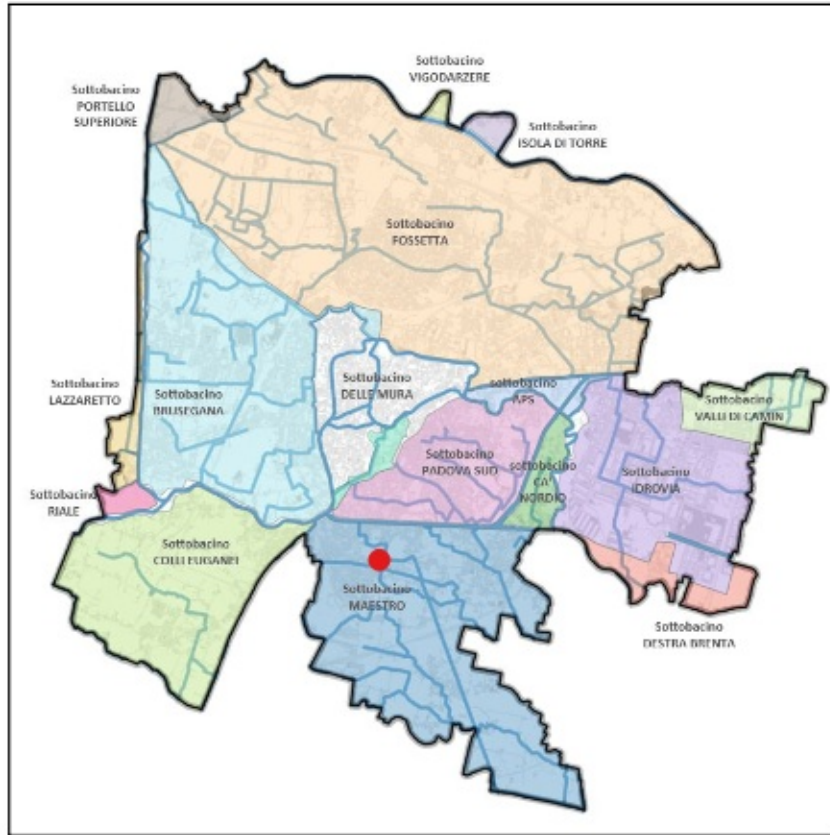 Sottobacino
VIGODARZERE
Sottobacino
PORTELLO
SUPERIORE
Sottobacino
ISOLA DI TORRE
Sottobacino
FOSSETTA
Sottobacino
LAZZARETTO
Sottobacino
BRUSEGANA
Sottobacino
DELLE MURA
sottobacino
APS
Sottobacino
VALLI DI CAMIN
Sottobacino
PADOVA SUD
sottobacino
CA'
NORDIO
Sottobacino
IDROVIA
Sottobacino
RIALE
Sottobacino
COLLI EUGANEI
Sottobacino
MAESTRO
Sottobacino
DESTRA BRENTA